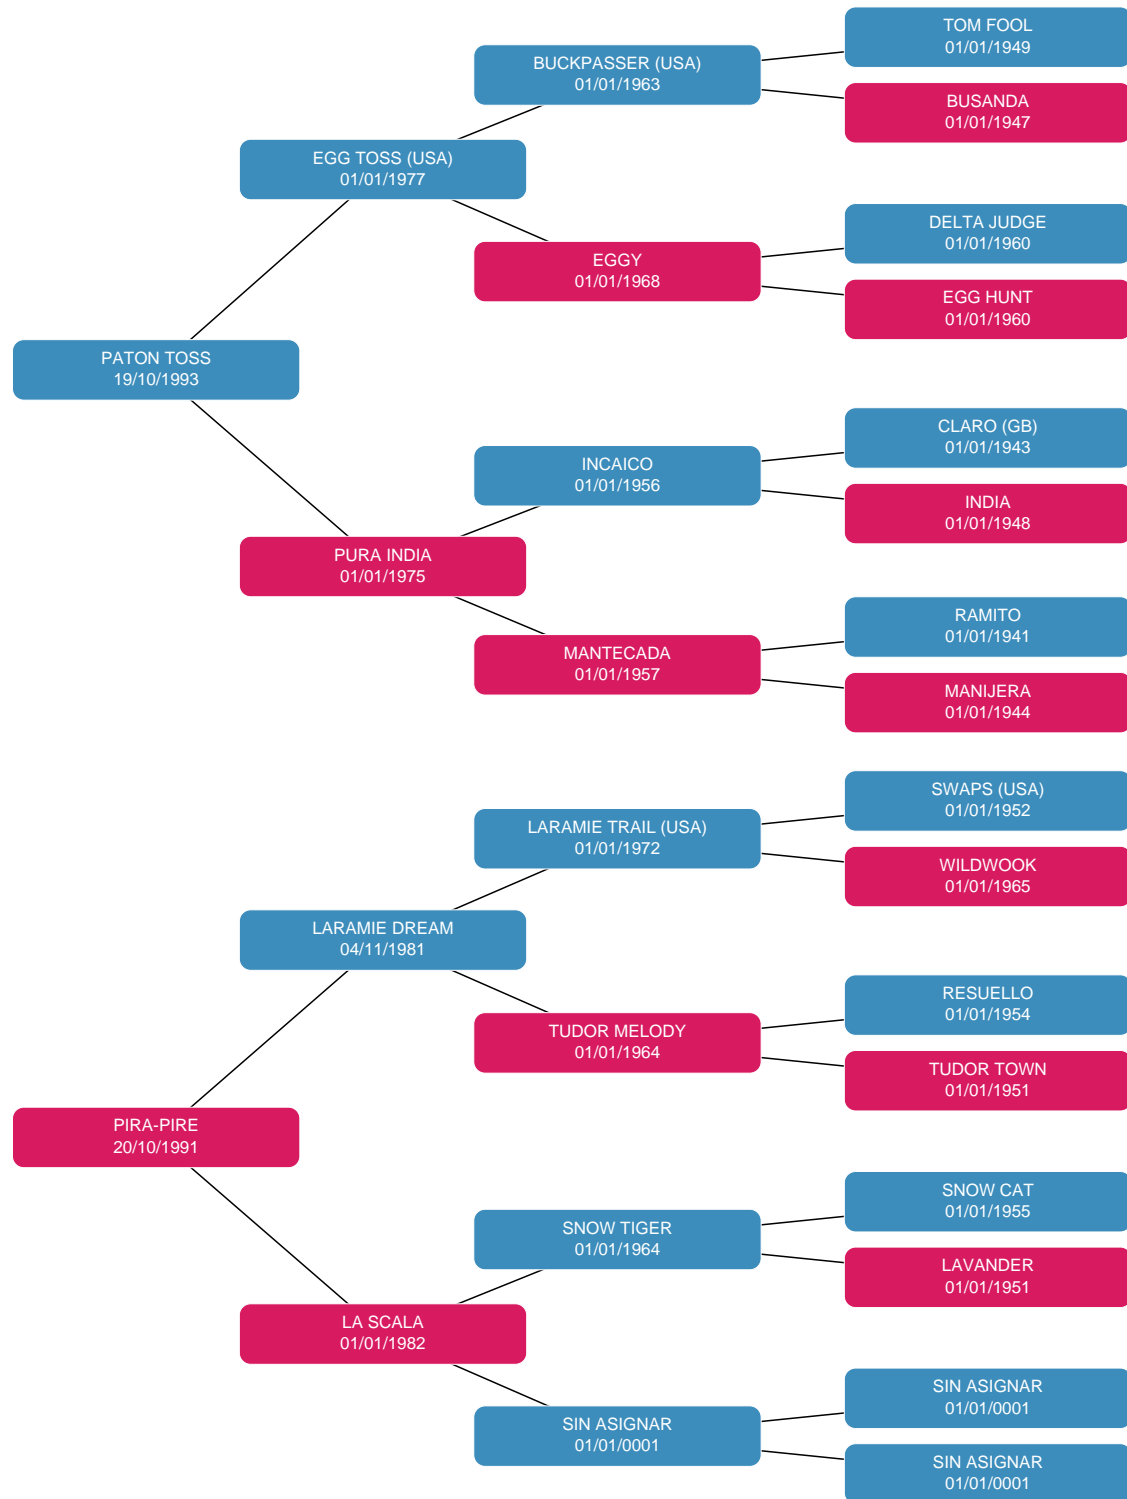 TOM FOOL
01/01/1949
BUCKPASSER (USA)
01/01/1963
BUSANDA
01/01/1947
EGG TOSS (USA)
01/01/1977
DELTA JUDGE
01/01/1960
EGGY
01/01/1968
EGG HUNT
01/01/1960
PATON TOSS
19/10/1993
CLARO (GB)
01/01/1943
INCAICO
01/01/1956
INDIA
01/01/1948
PURA INDIA
01/01/1975
RAMITO
01/01/1941
MANTECADA
01/01/1957
MANIJERA
01/01/1944
SWAPS (USA)
01/01/1952
LARAMIE TRAIL (USA)
01/01/1972
WILDWOOK
01/01/1965
LARAMIE DREAM
04/11/1981
RESUELLO
01/01/1954
TUDOR MELODY
01/01/1964
TUDOR TOWN
01/01/1951
PIRA-PIRE
20/10/1991
SNOW CAT
01/01/1955
SNOW TIGER
01/01/1964
LAVANDER
01/01/1951
LA SCALA
01/01/1982
SIN ASIGNAR
01/01/0001
SIN ASIGNAR
01/01/0001
SIN ASIGNAR
01/01/0001